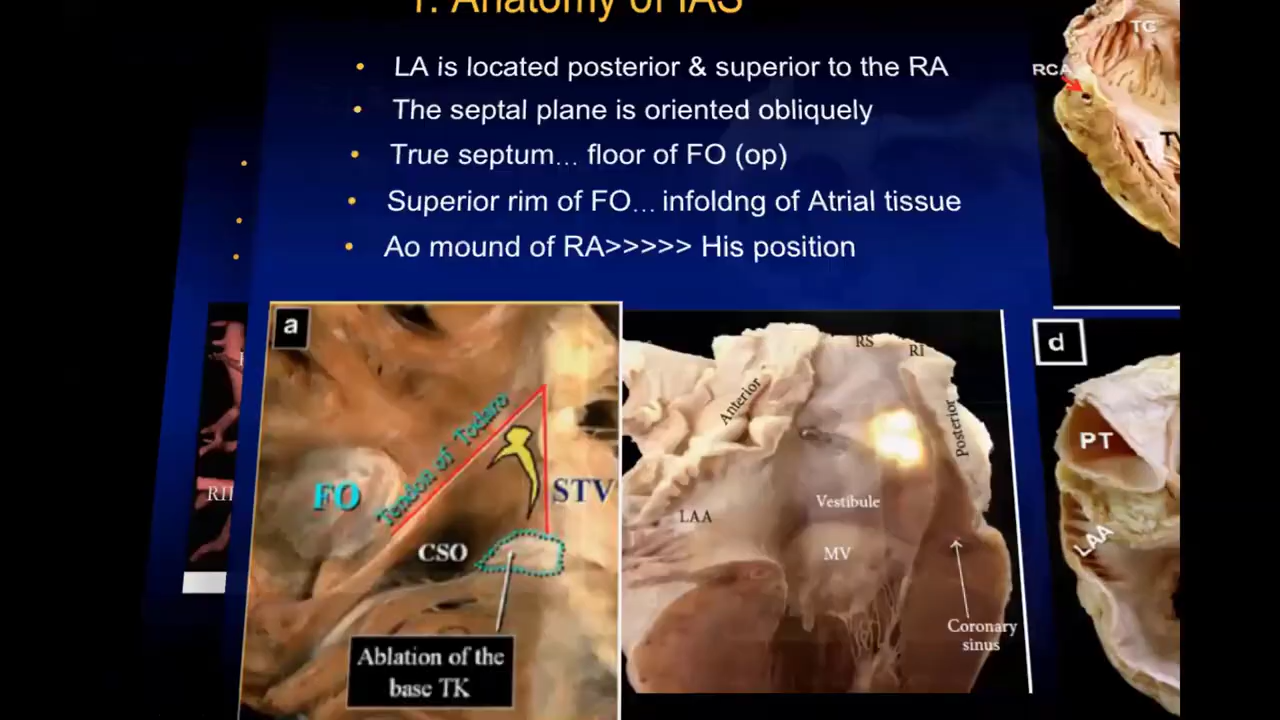 1. Anatomy of IAS
• LA is located posterior & superior to the RA
• The septal plane is oriented obliquely
• True septum... floor of FO (op)
• Superior rim of FO... infoldng of Atrial tissue
• Ao mound of RA>>>>> His position
a
Tendon of Todaro
FO
STV
CSO
Ablation of the
base TK
RS
RI
Anterior
Posterior
LAA
Vestibule
MV
Coronary
sinus
TC
RCA
d
PT
LAA